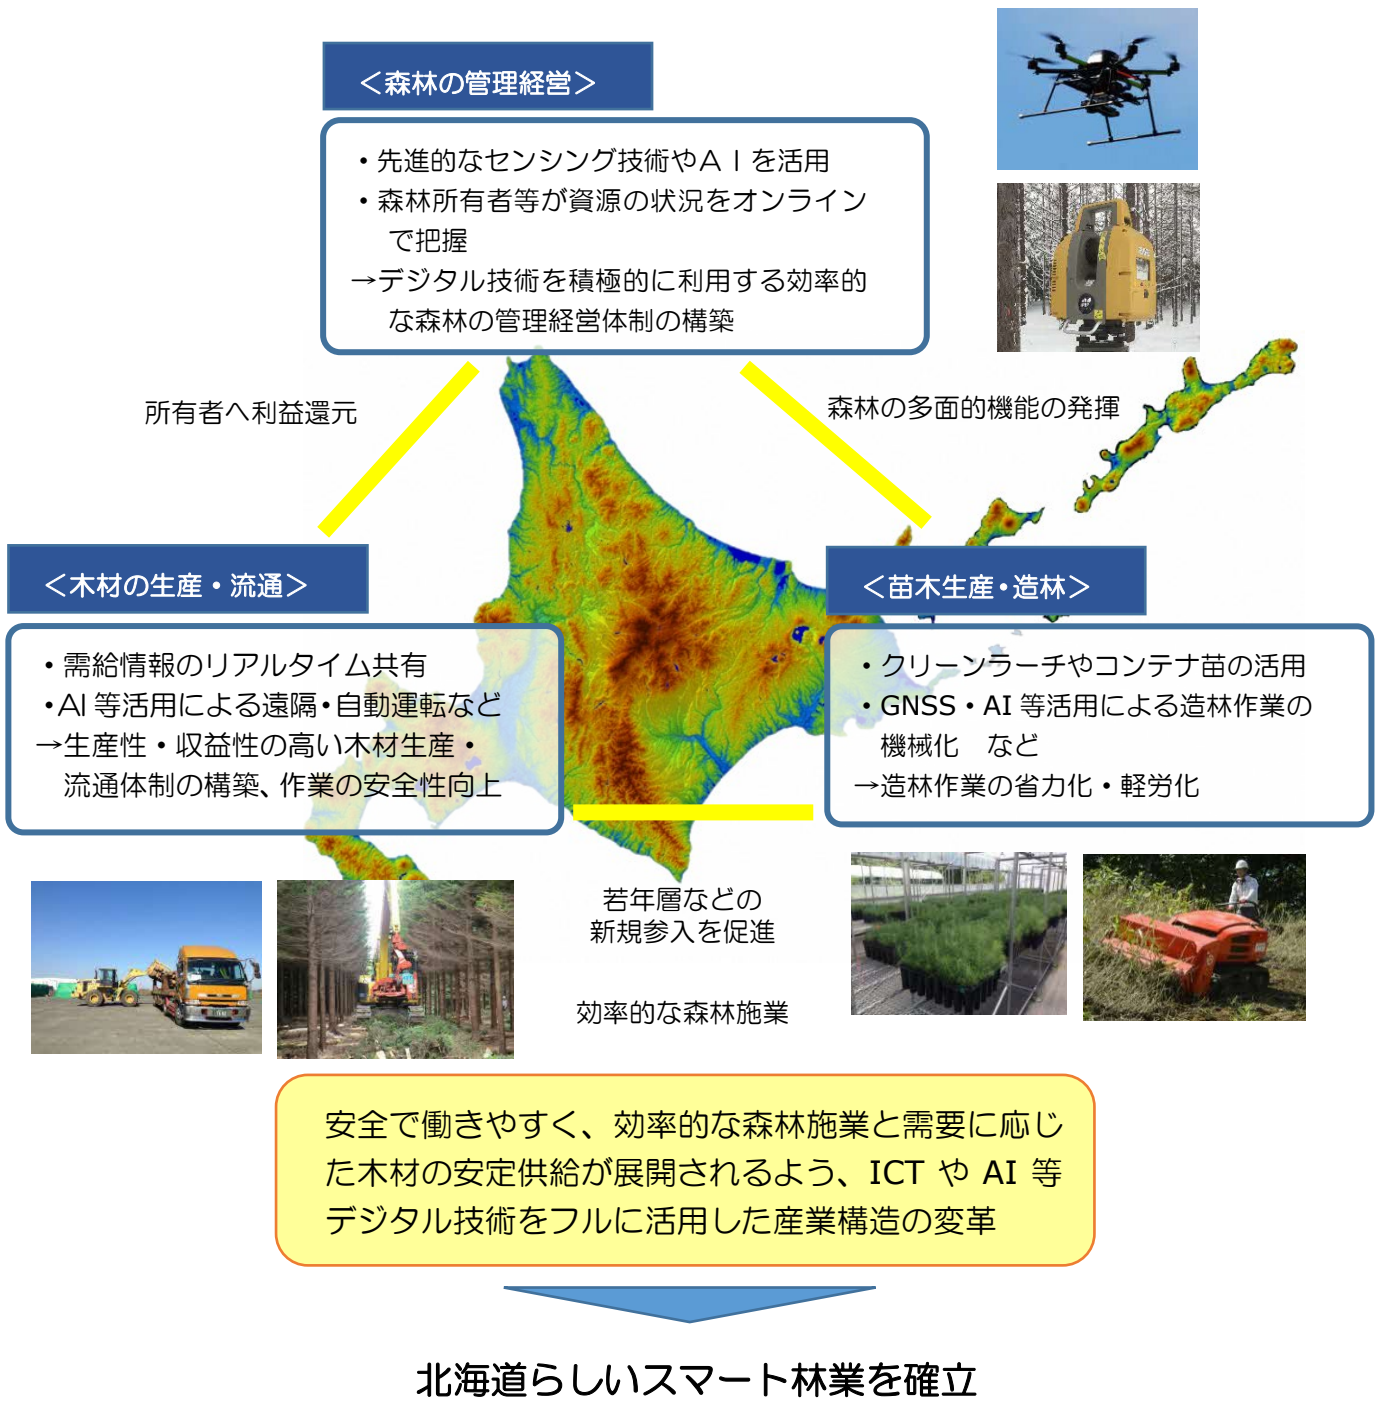 ＜森林の管理経営＞
・先進的なセンシング技術やＡＩを活用
・森林所有者等が資源の状況をオンライン
で把握
→デジタル技術を積極的に利用する効率的
な森林の管理経営体制の構築
所有者へ利益還元
森林の多面的機能の発揮
＜木材の生産・流通＞
・需給情報のリアルタイム共有
・AI 等活用による遠隔・自動運転など
→生産性・収益性の高い木材生産・
流通体制の構築、作業の安全性向上
＜苗木生産・造林＞
・クリーンラーチやコンテナ苗の活用
・GNSS・AI 等活用による造林作業の
機械化　など
→造林作業の省力化・軽労化
若年層などの
新規参入を促進
効率的な森林施業
安全で働きやすく、効率的な森林施業と需要に応じ
た木材の安定供給が展開されるよう、ICT や AI 等
デジタル技術をフルに活用した産業構造の変革
北海道らしいスマート林業を確立